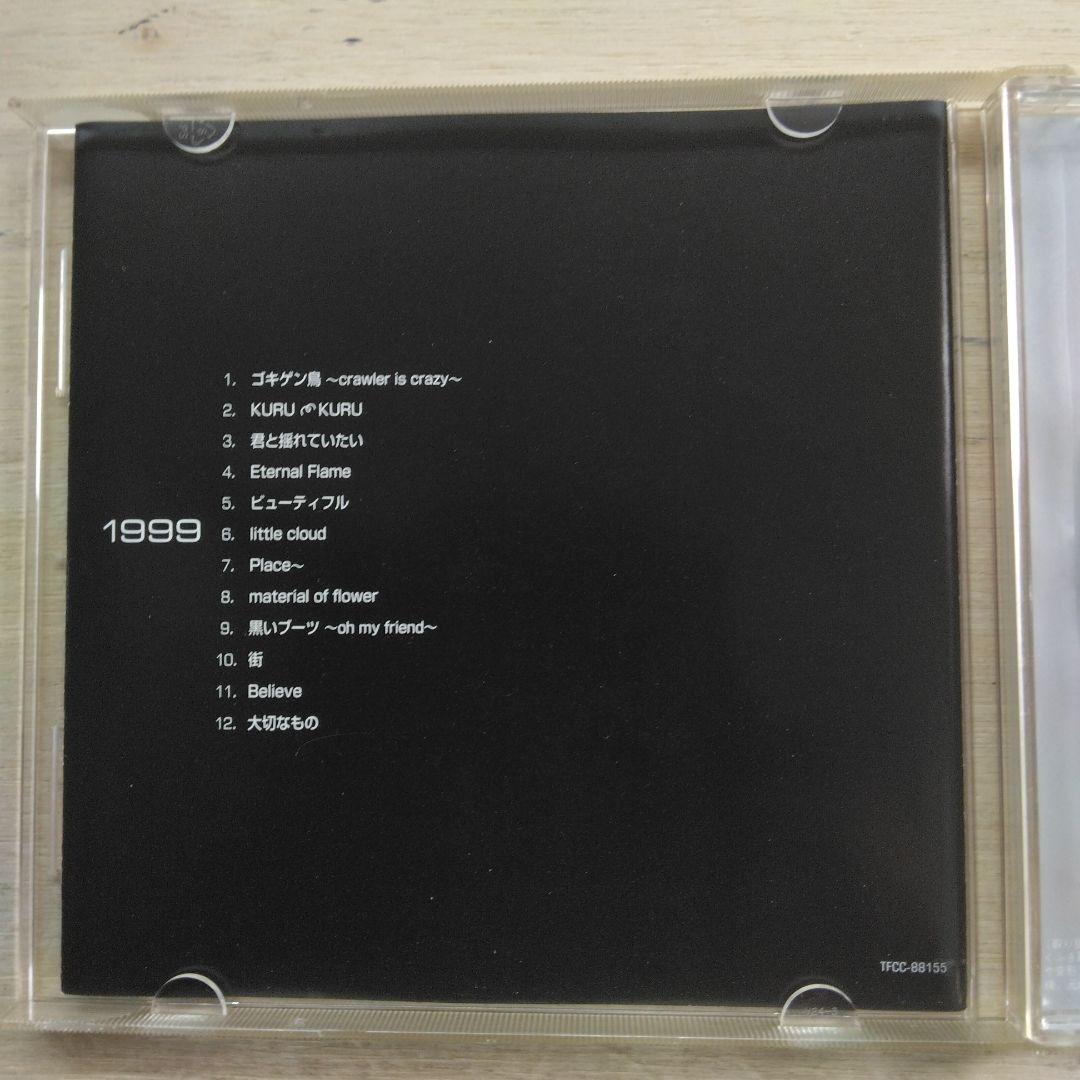 1. ゴキゲン鳥 ～crawler is crazy～
2. KURU KURU
3. 君と揺れていたい
4. Eternal Flame
5. ビューティフル
1999
6. little cloud
7. Place～
8. material of flower
9. 黒いブーツ ～oh my friend～
10. 街
11. Believe
12. 大切なもの
TFCC-88155